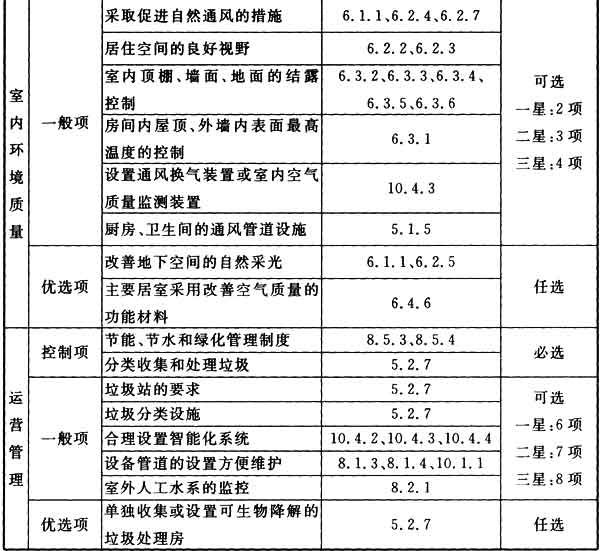 采取促进自然通风的措施 6.1.1、6.2.4、6.2.7
居住空间的良好视野 6.2.2、6.2.3
室内顶棚、墙面、地面的结露 6.3.2、6.3.3、6.3.4、
控制 6.3.5、6.3.6
房间内屋顶、外墙内表面最高
温度的控制 6.3.1
设置通风换气装置或室内空气
质量监测装置 10.4.3
厨房、卫生间的通风管道设施 5.1.5
一般项
可选
一星:2项
二星:3项
三星:4项
室内环境质量
改善地下空间的自然采光 6.1.1、6.2.5
主要居室采用改善空气质量的
功能材料 6.4.6
优选项
任选
节能、节水和绿化管理制度 8.5.3、8.5.4
分类收集和处理垃圾 5.2.7
控制项
必选
垃圾站的要求 5.2.7
垃圾分类设施 5.2.7
合理设置智能化系统 10.4.2、10.4.3、10.4.4
设备管道的设置方便维护 8.1.3、8.1.4、10.1.1
室外人工水系的监控 8.2.1
一般项
可选
一星:6项
二星:7项
三星:8项
运营管理
单独收集或设置可生物降解的
垃圾处理房 5.2.7
优选项
任选